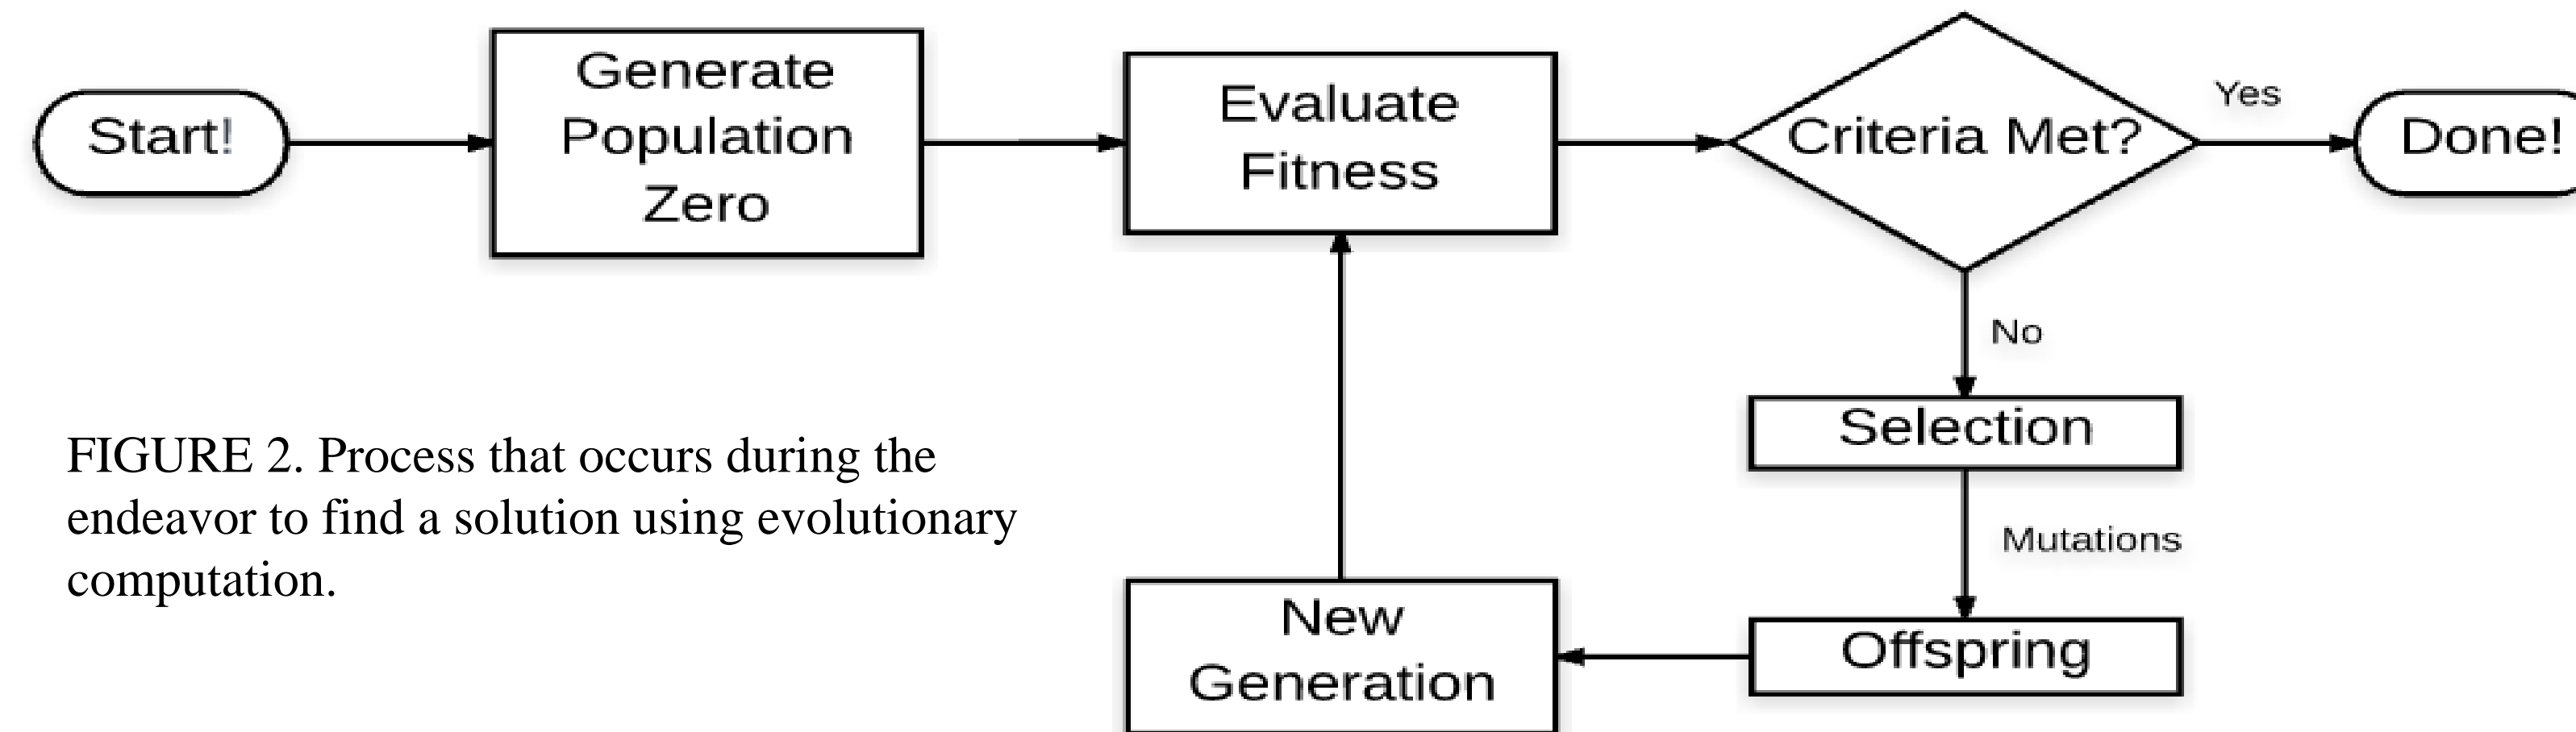 Start!
Generate
Population
Zero
Evaluate
Fitness
Criteria Met?
Yes
Done!
No
Selection
Mutations
Offspring
New
Generation
FIGURE 2. Process that occurs during the
endeavor to find a solution using evolutionary
computation.